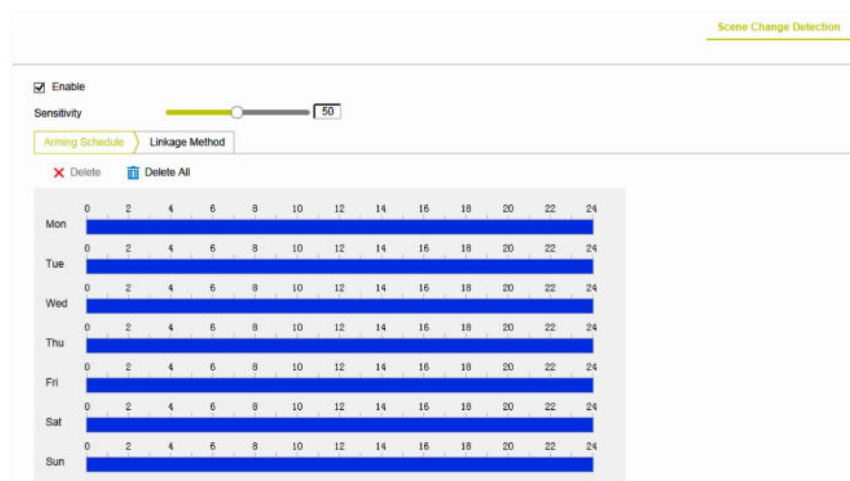 Scene Change Detection
Enable
Sensitivity 50
Arming Schedule Linkage Method
Delete Delete All
0 2 4 6 8 10 12 14 16 18 20 22 24
Mon
0 2 4 6 8 10 12 14 16 18 20 22 24
Tue
0 2 4 6 8 10 12 14 16 18 20 22 24
Wed
0 2 4 6 8 10 12 14 16 18 20 22 24
Thu
0 2 4 6 8 10 12 14 16 18 20 22 24
Fri
0 2 4 6 8 10 12 14 16 18 20 22 24
Sat
0 2 4 6 8 10 12 14 16 18 20 22 24
Sun